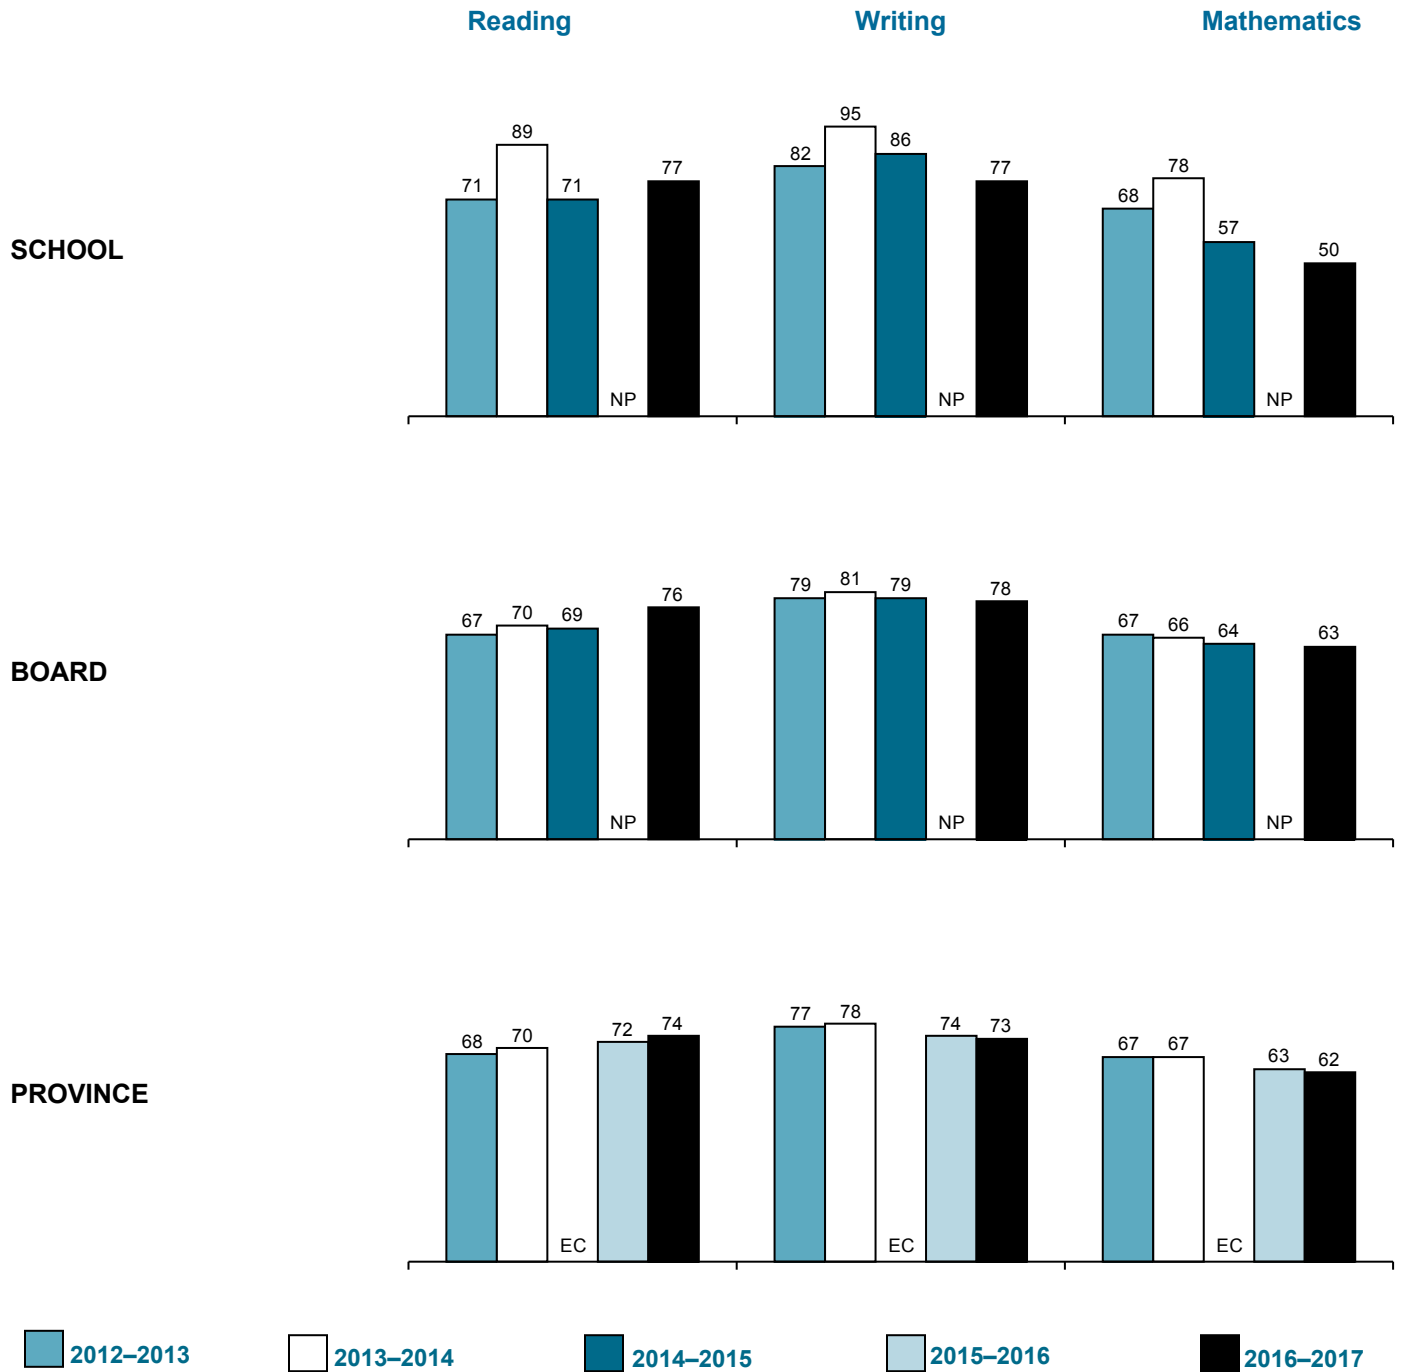 Reading Writing Mathematics
SCHOOL
71 89 71 NP 77
82 95 86 NP 77
68 78 57 NP 50
BOARD
67 70 69 NP 76
79 81 79 NP 78
67 66 64 NP 63
PROVINCE
68 70 EC 72 74
77 78 EC 74 73
67 67 EC 63 62
2012–2013 2013–2014 2014–2015 2015–2016 2016–2017